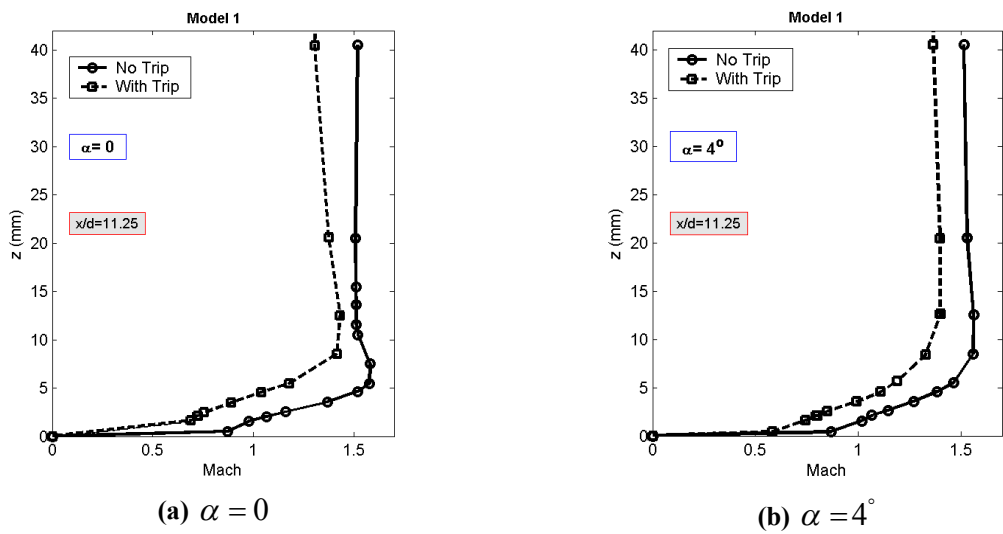 Model 1
40
35
30
25
20
15
10
5
0
z (mm)
No Trip
With Trip
α= 0
x/d=11.25
0
0.5
1
1.5
Mach
(a) α = 0
Model 1
40
35
30
25
20
15
10
5
0
z (mm)
No Trip
With Trip
α= 4°
x/d=11.25
0
0.5
1
1.5
Mach
(b) α = 4°